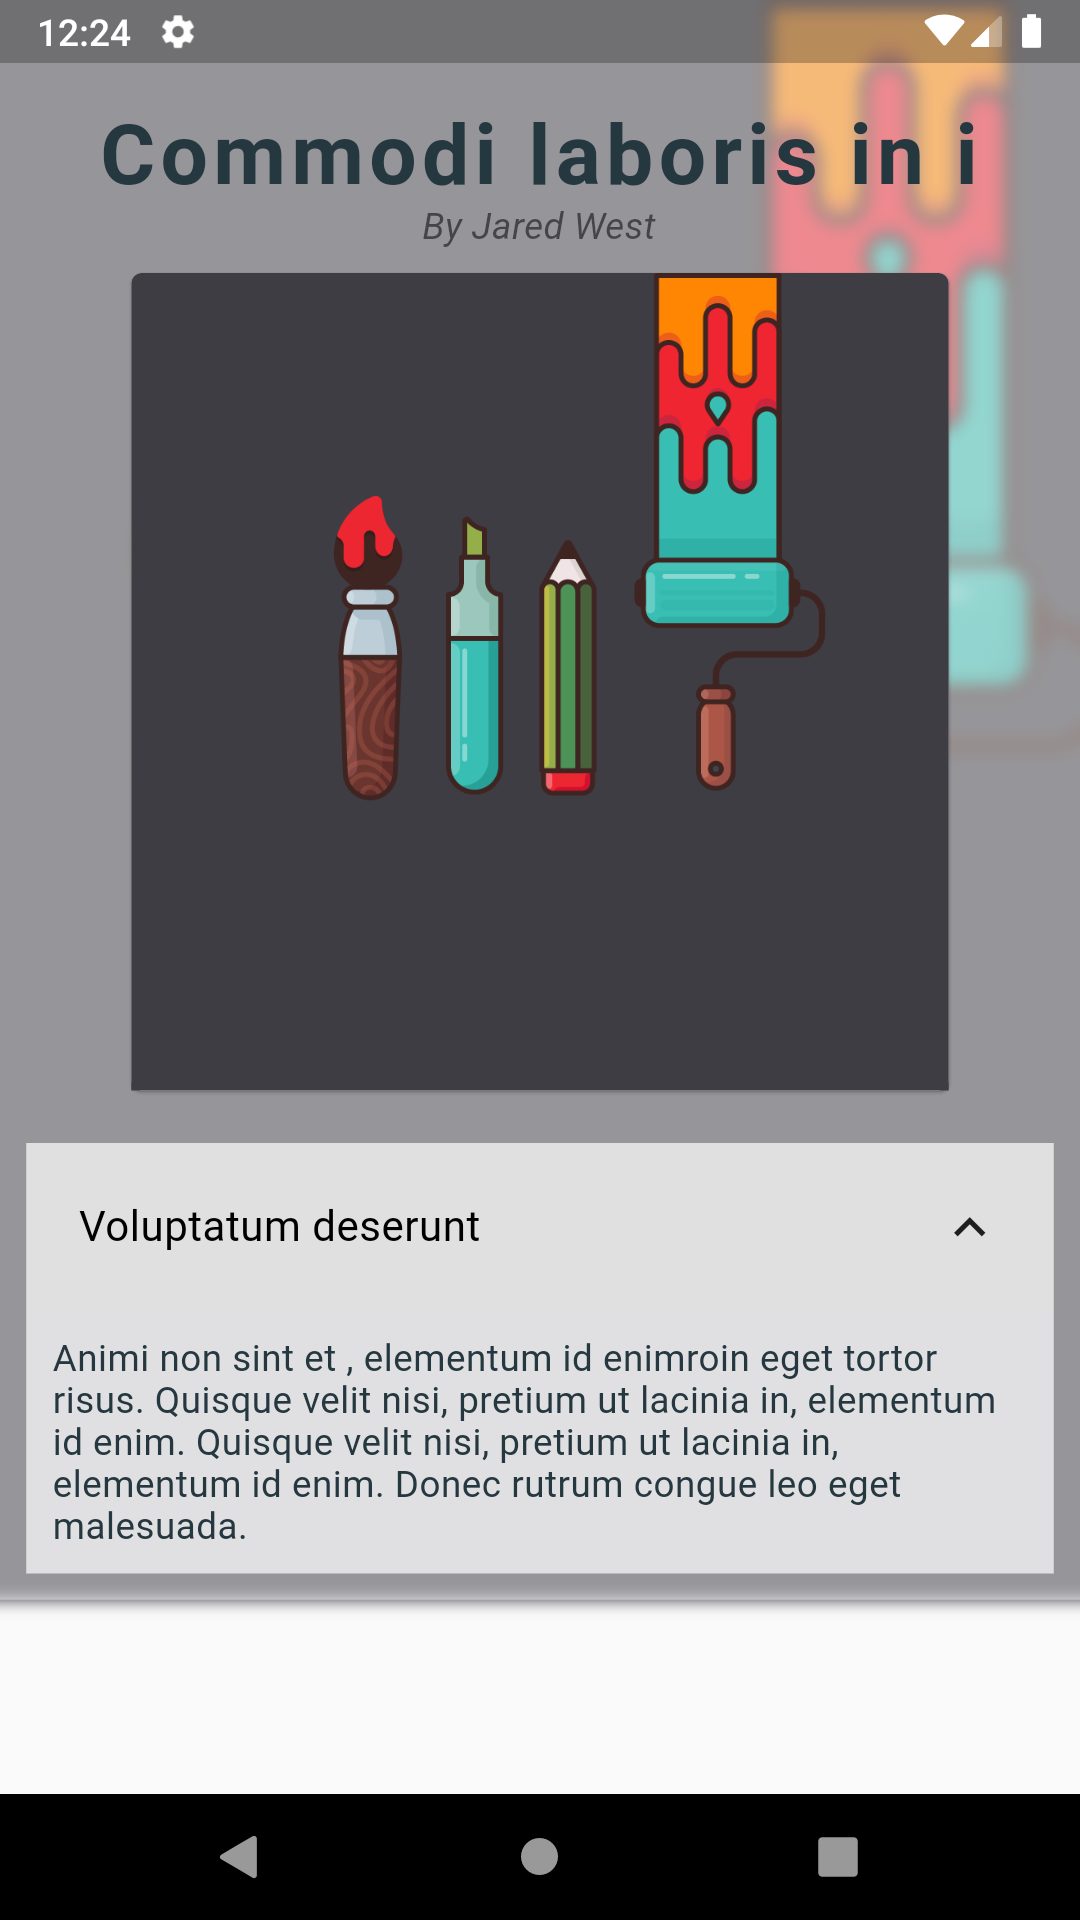 12:24
Commodi laboris in i
By Jared West
Voluptatum deserunt
Animi non sint et , elementum id enimroin eget tortor
risus. Quisque velit nisi, pretium ut lacinia in, elementum
id enim. Quisque velit nisi, pretium ut lacinia in,
elementum id enim. Donec rutrum congue leo eget
malesuada.